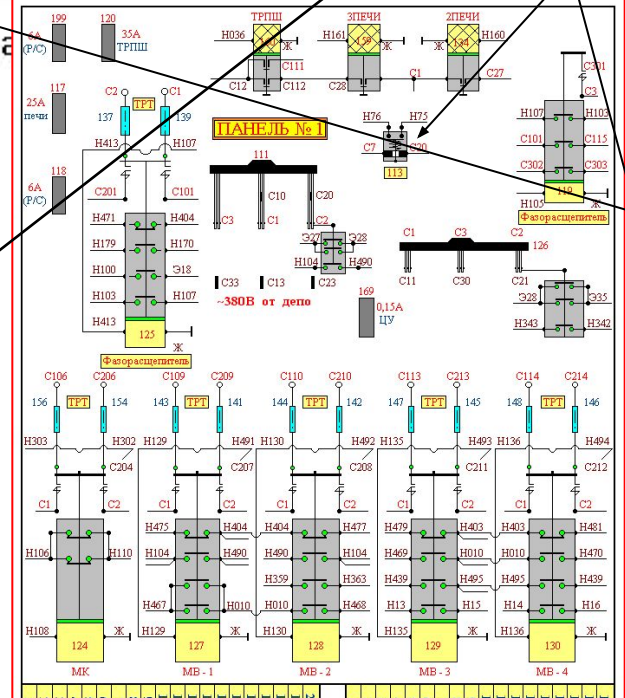 199
120
6А
(Р/С)
35А
ТРПШ
117
25А
печи
118
6А
(Р/С)
ТРПШ
3ПЕЧИ
2ПЕЧИ
Н036
Ж
Н161
Ж
Н160
С111
С12
С112
С28
С1
С27
С2
ТРТ
С1
137
139
Н413
Н107
С201
С101
Н471
Н404
Н179
Н170
Н100
Э18
Н103
Н107
Н413
125
Ж
Фазорасщепитель
ПАНЕЛЬ № 1
111
С10
С20
С3
С1
С2
Э27
Э28
Н104
Н490
С33
С13
С23
~380В от депо
Н76
Н75
С7
С20
113
169
0,15А
ЦУ
С301
С3
Н107
Н103
С101
С115
С302
С303
119
Н105
Ж
Фазорасщепитель
С1
С3
С2
126
С11
С30
С21
Э28
Э35
Н343
Н342
С106
С206
С109
С209
С110
С210
С113
С213
С114
С214
156
ТРТ
154
143
ТРТ
141
144
ТРТ
142
147
ТРТ
145
148
ТРТ
146
Н303
Н302
Н129
Н491
Н130
Н492
Н135
Н493
Н136
Н494
С204
С207
С208
С211
С212
С1
С2
С1
С2
С1
С2
С1
С2
С1
С2
Н475
Н404
Н404
Н477
Н479
Н403
Н403
Н481
Н106
Н110
Н104
Н490
Н490
Н104
Н469
Н010
Н010
Н470
Н359
Н363
Н439
Н495
Н495
Н439
Н467
Н010
Н010
Н468
Н13
Н15
Н14
Н16
Н108
124
Ж
Н129
127
Ж
Н130
128
Ж
Н135
129
Ж
Н136
130
Ж
МК
МВ - 1
МВ - 2
МВ - 3
МВ - 4